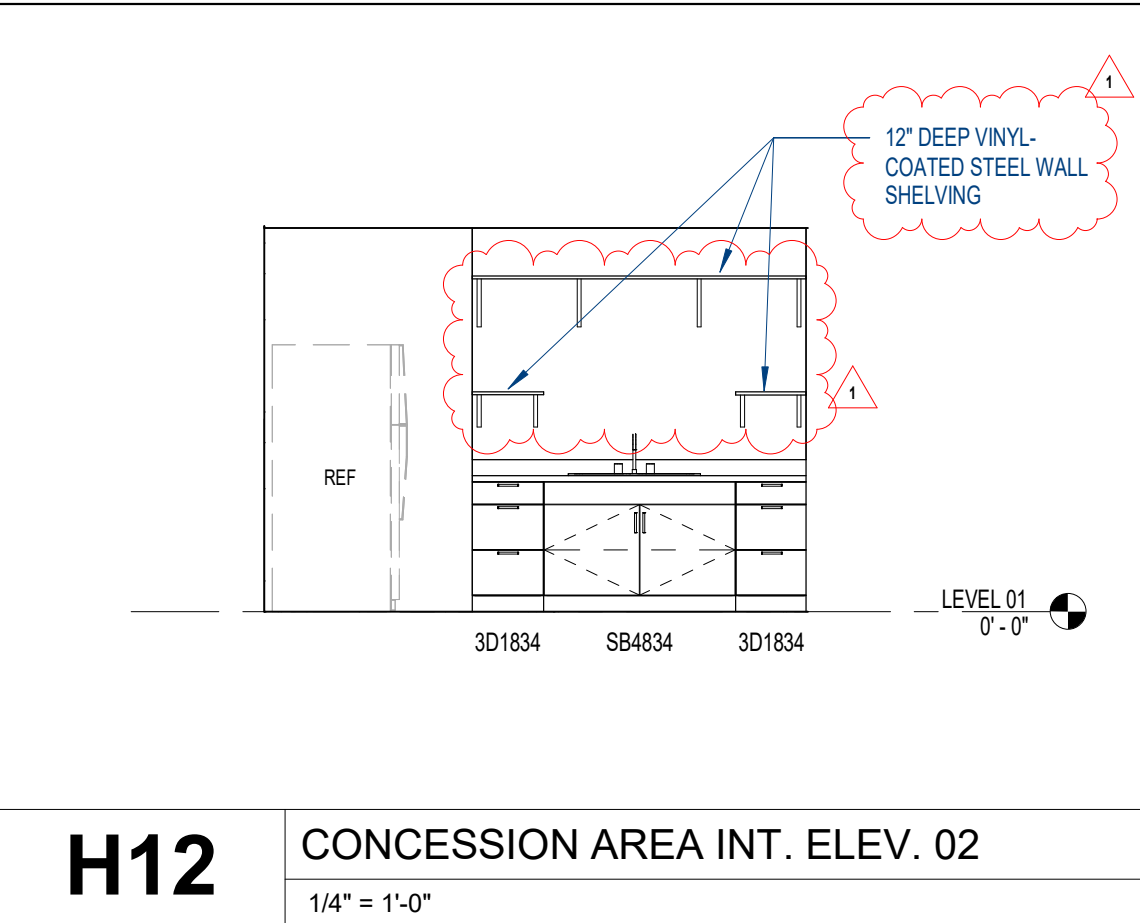 1
12" DEEP VINYL-
COATED STEEL WALL
SHELVING
1
REF
LEVEL 01
0' - 0"
3D1834 SB4834 3D1834
H12
CONCESSION AREA INT. ELEV. 02
1/4" = 1'-0"